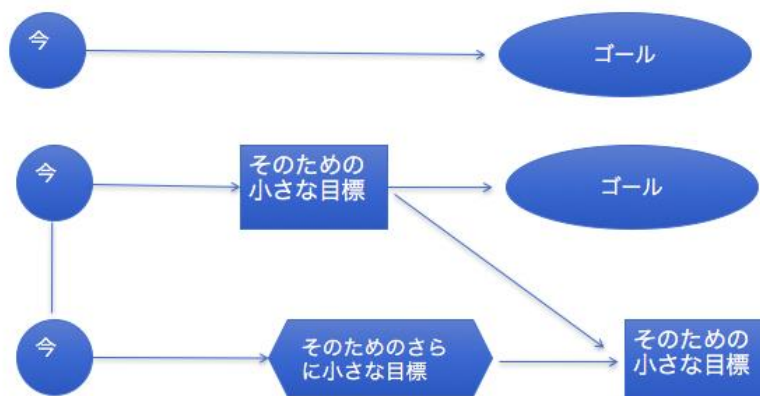 今
ゴール
今
そのための
小さな目標
ゴール
今
そのためのさら
に小さな目標
そのための
小さな目標